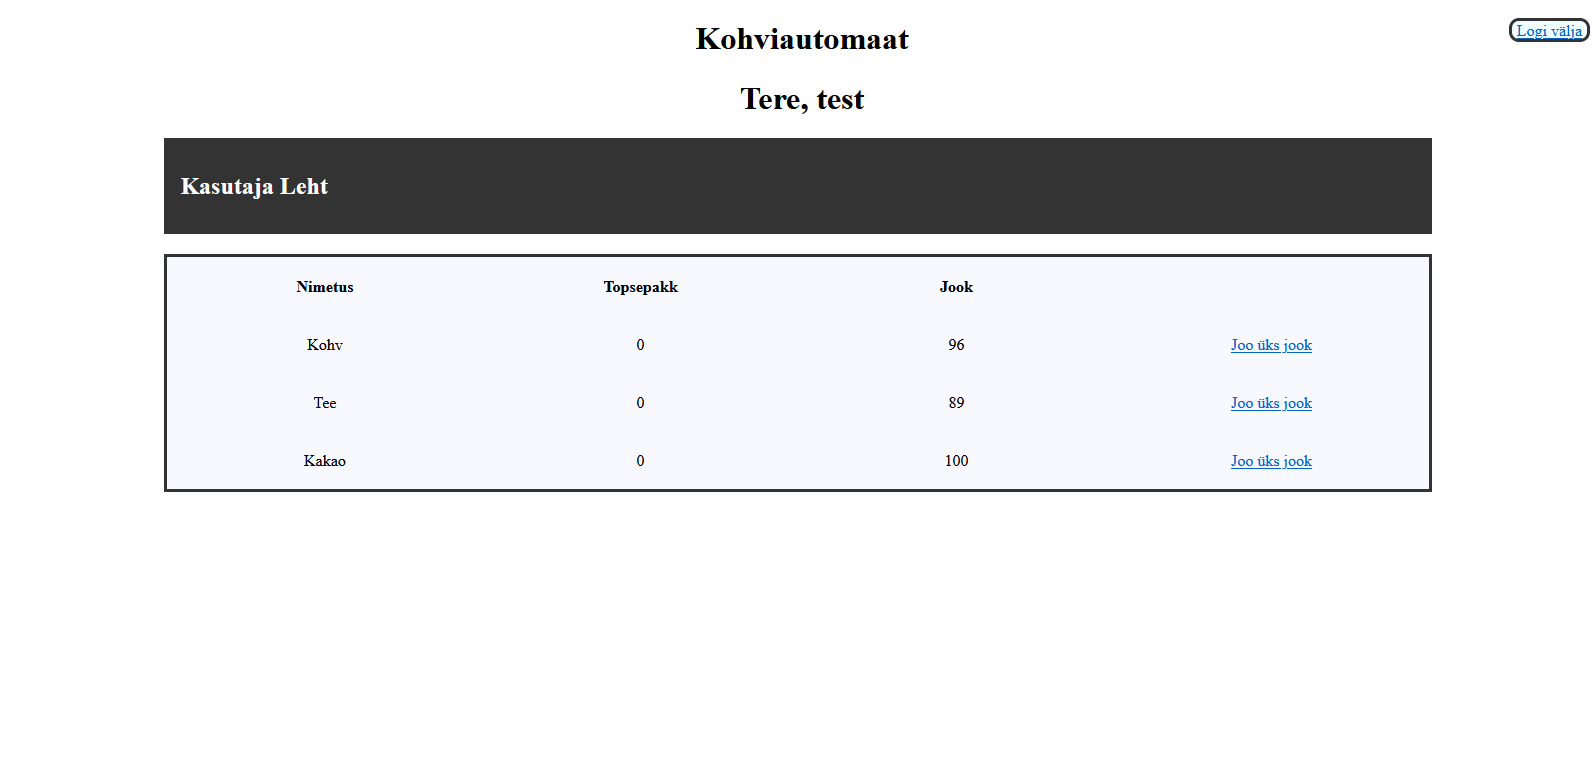 Kohviautomaat
Logi välja
Tere, test
Kasutaja Leht
Nimetus Topsepakk Jook
Kohv 0 96 Joo üks jook
Tee 0 89 Joo üks jook
Kakao 0 100 Joo üks jook